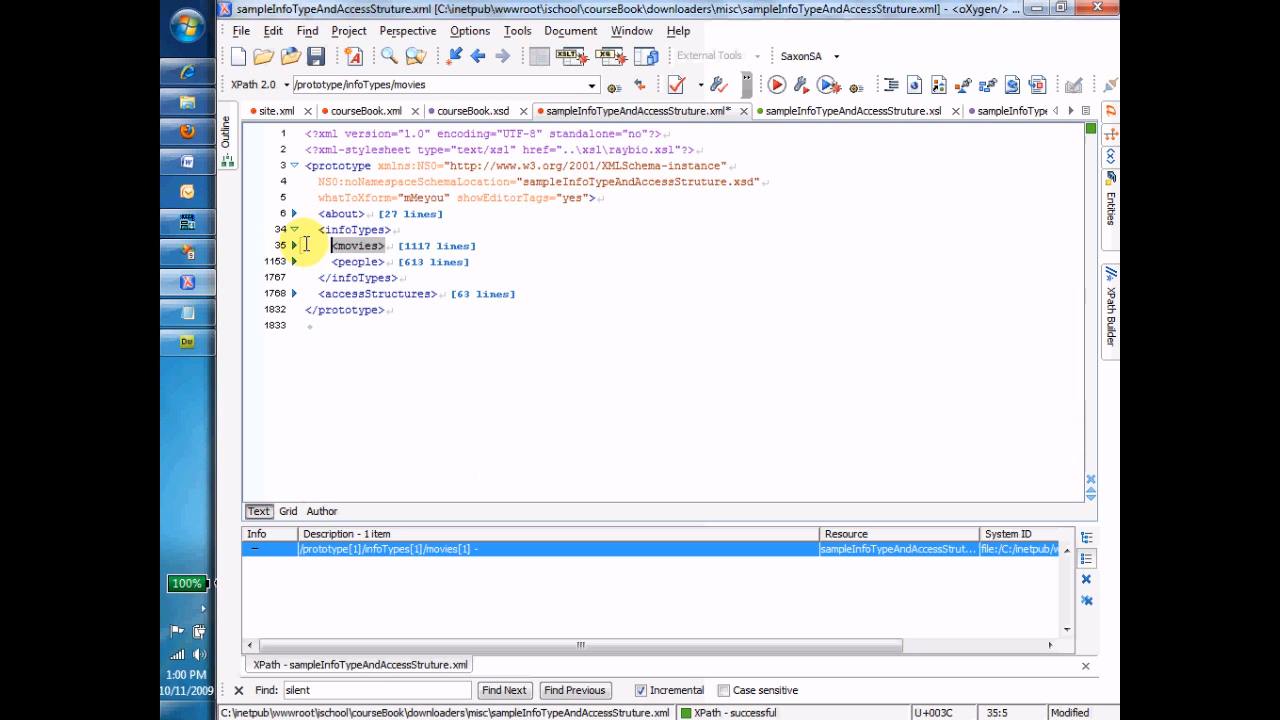 sampleInfoTypeAndAccessStruture.xml [C:\inetpub\wwwroot\ischool\courseBook\downloaders\misc\sampleInfoTypeAndAccessStruture.xml] - <oXygen/> ...
File Edit Find Project Perspective Options Tools Document Window Help
External Tools SaxonSA
XPath 2.0 /prototype/infoTypes/movies
site.xml courseBook.xml courseBook.xsd sampleInfoTypeAndAccessStruture.xml* sampleInfoTypeAndAccessStruture.xsl sampleInfoType
Outline
Entities
XPath Builder
1 <?xml version="1.0" encoding="UTF-8" standalone="no"?>
2 <?xml-stylesheet type="text/xsl" href="..\xsl\raybio.xsl"?>
3 <prototype xmlns:NS0="http://www.w3.org/2001/XMLSchema-instance"
4 NS0:noNamespaceSchemaLocation="sampleInfoTypeAndAccessStruture.xsd"
5 whatToXform="mMeyou" showEditorTags="yes">
6 <about> [27 lines]
34 <infoTypes>
35 <movies> [1117 lines]
1153 <people> [613 lines]
1767 </infoTypes>
1768 <accessStructures> [63 lines]
1832 </prototype>
1833
Text Grid Author
Info Description - 1 item Resource System ID
/prototype[1]/infoTypes[1]/movies[1] - sampleInfoTypeAndAccessStrut... file:/C:/inetpub/w
XPath - sampleInfoTypeAndAccessStruture.xml
Find: silent Find Next Find Previous Incremental Case sensitive
C:\inetpub\wwwroot\ischool\courseBook\downloaders\misc\sampleInfoTypeAndAccessStruture.xml XPath - successful U+003C 35:5 Modified
100%
1:00 PM
10/11/2009
Dw